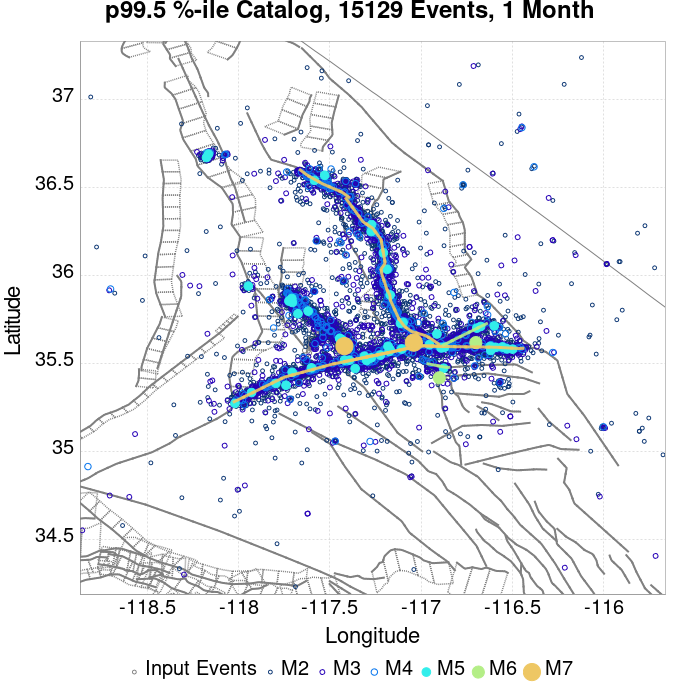 p99.5 %-ile Catalog, 15129 Events, 1 Month
37
36.5
36
35.5
35
34.5
Latitude
-118.5 -118 -117.5 -117 -116.5 -116
Longitude
Input Events M2 M3 M4 M5 M6 M7